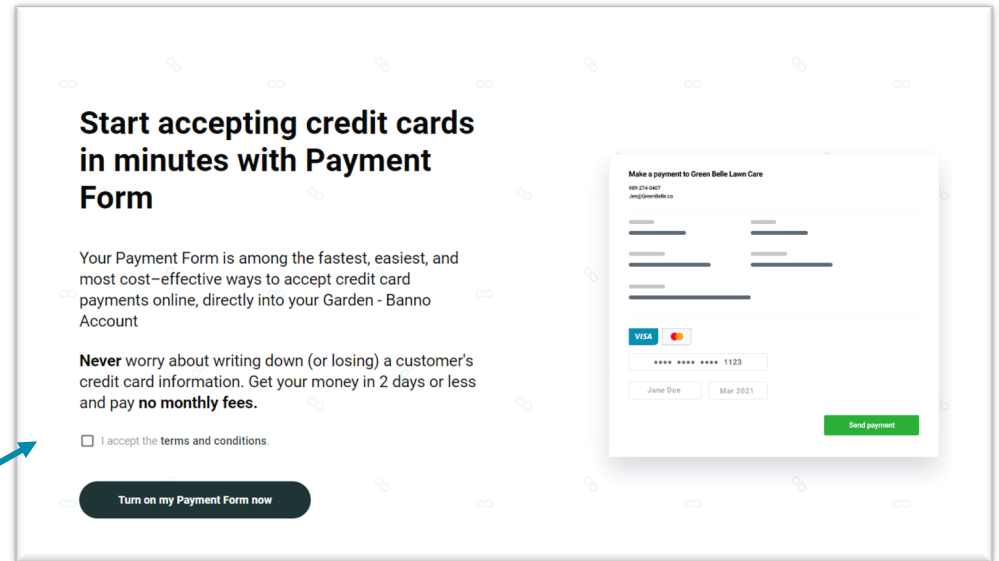 Start accepting credit cards
in minutes with Payment
Form
Your Payment Form is among the fastest, easiest, and
most cost–effective ways to accept credit card
payments online, directly into your Garden - Banno
Account
Never worry about writing down (or losing) a customer's
credit card information. Get your money in 2 days or less
and pay no monthly fees.
I accept the terms and conditions.
Turn on my Payment Form now
Make a payment to Green Belle Lawn Care
989-274-0407
Jen@GreenBelle.co
VISA
•••• •••• •••• 1123
Jane Doe
Mar 2021
Send payment